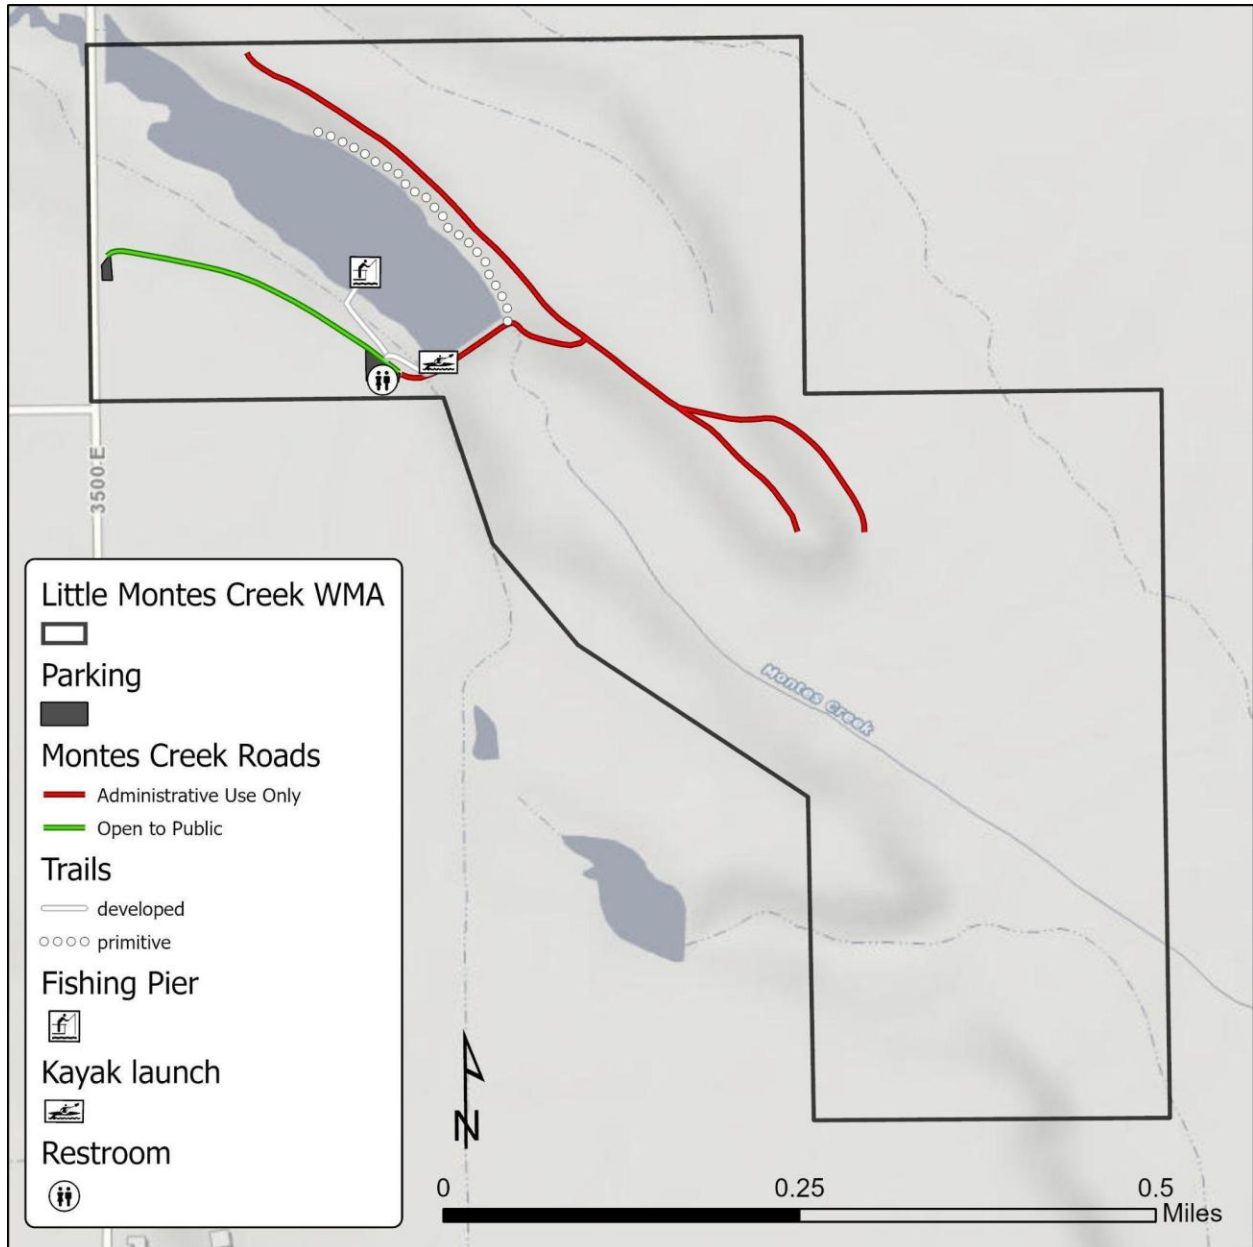 3500 E
Montes Creek
Little Montes Creek WMA
Parking
Montes Creek Roads
Administrative Use Only
Open to Public
Trails
developed
primitive
Fishing Pier
Kayak launch
Restroom
N
0 0.25 0.5
Miles